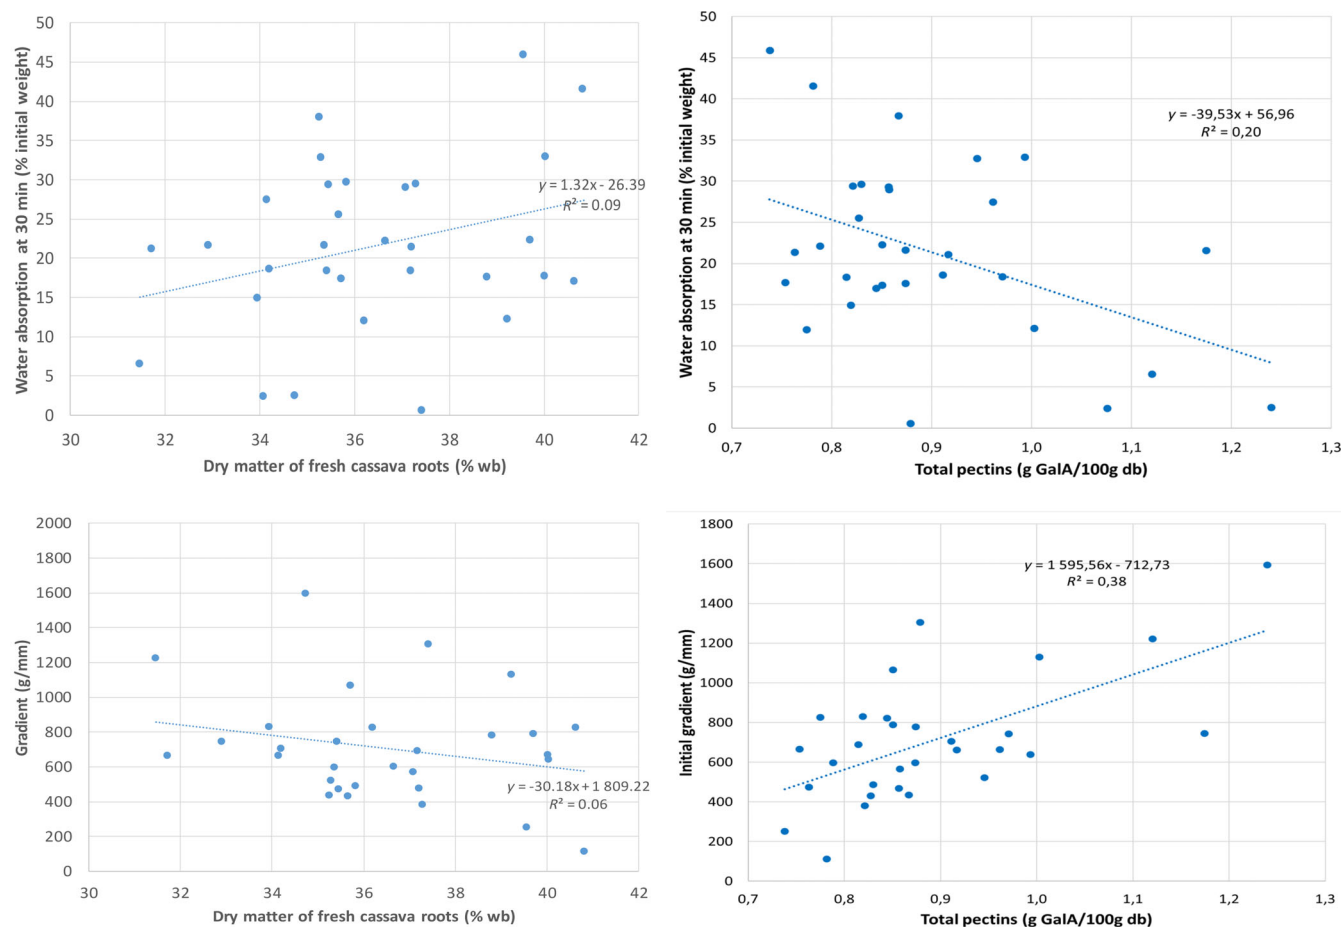 Water absorption at 30 min (% initial weight)
50
45
40
35
30
25
20
15
10
5
0
y = 1.32x - 26.39
R² = 0.09
30 32 34 36 38 40 42
Dry matter of fresh cassava roots (% wb)
Water absorption at 30 min (% initial weight)
50
45
40
35
30
25
20
15
10
5
0
y = -39,53x + 56,96
R² = 0,20
0,7 0,8 0,9 1,0 1,1 1,2 1,3
Total pectins (g GalA/100g db)
Gradient (g/mm)
2000
1800
1600
1400
1200
1000
800
600
400
200
0
y = -30.18x + 1 809.22
R² = 0.06
30 32 34 36 38 40 42
Dry matter of fresh cassava roots (% wb)
Initial gradient (g/mm)
1800
1600
1400
1200
1000
800
600
400
200
0
y = 1 595,56x - 712,73
R² = 0,38
0,7 0,8 0,9 1,0 1,1 1,2 1,3
Total pectins (g GalA/100g db)